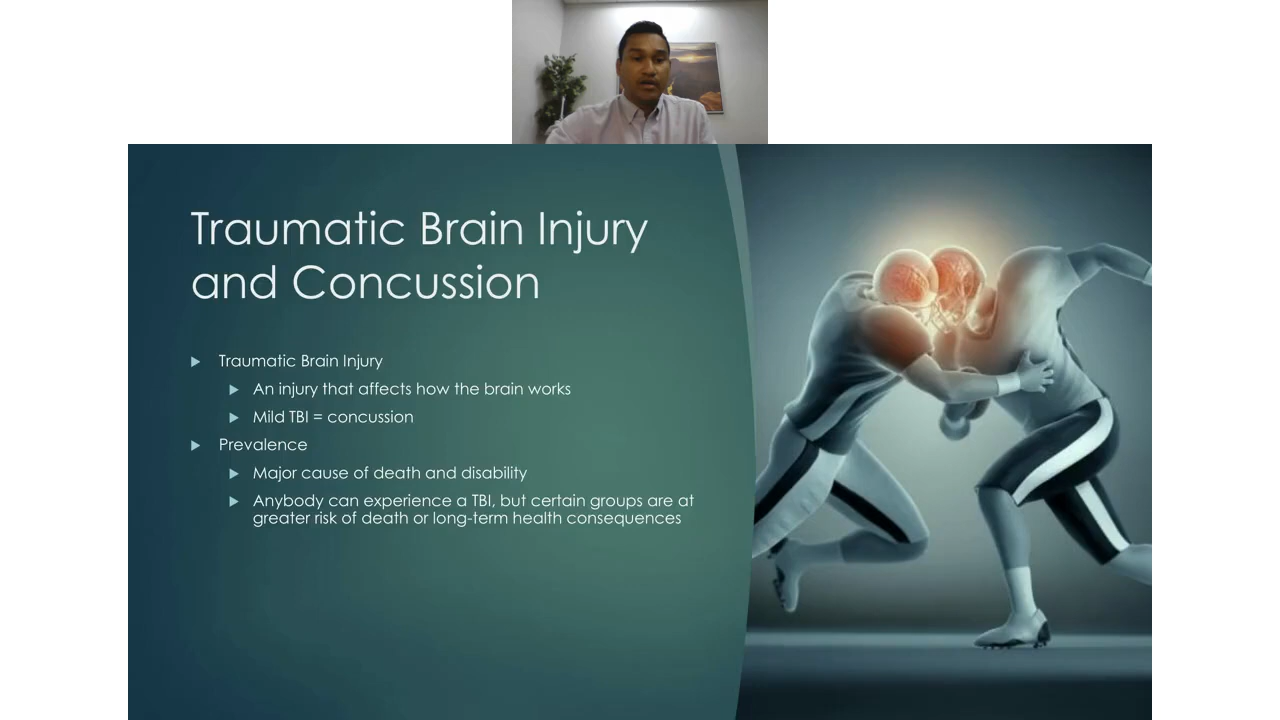 Traumatic Brain Injury
and Concussion
Traumatic Brain Injury
An injury that affects how the brain works
Mild TBI = concussion
Prevalence
Major cause of death and disability
Anybody can experience a TBI, but certain groups are at
greater risk of death or long-term health consequences